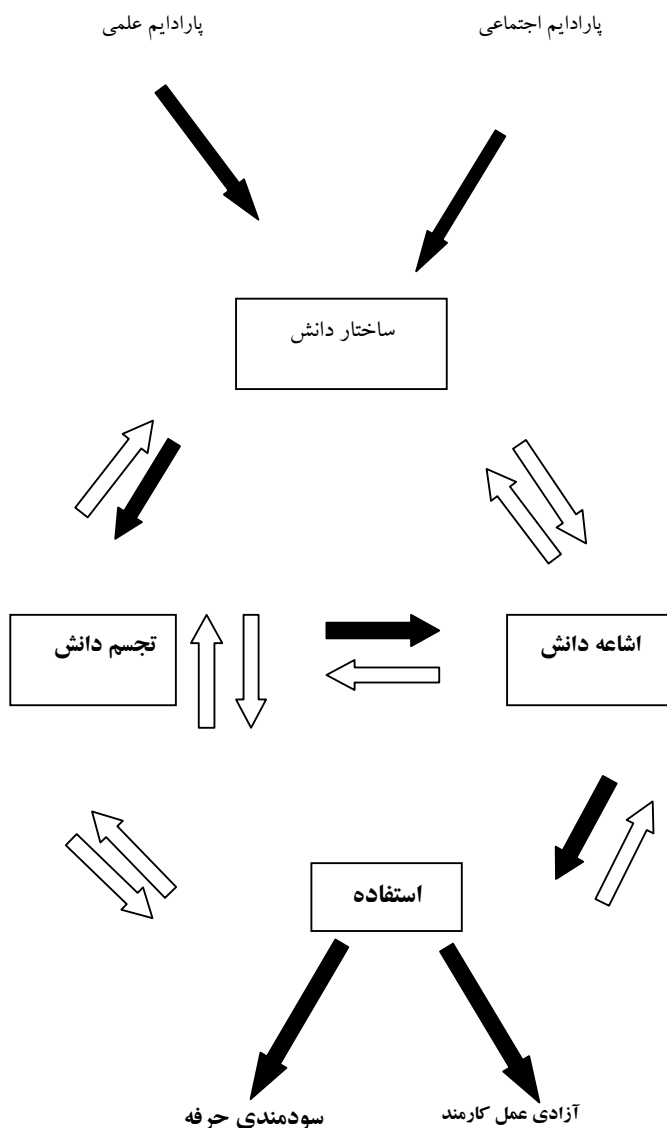 پارادایم اجتماعی
پارادایم علمی
ساختار دانش
اشاعه دانش
تجسم دانش
استفاده
آزادی عمل کارمند
سودمندی حرفه